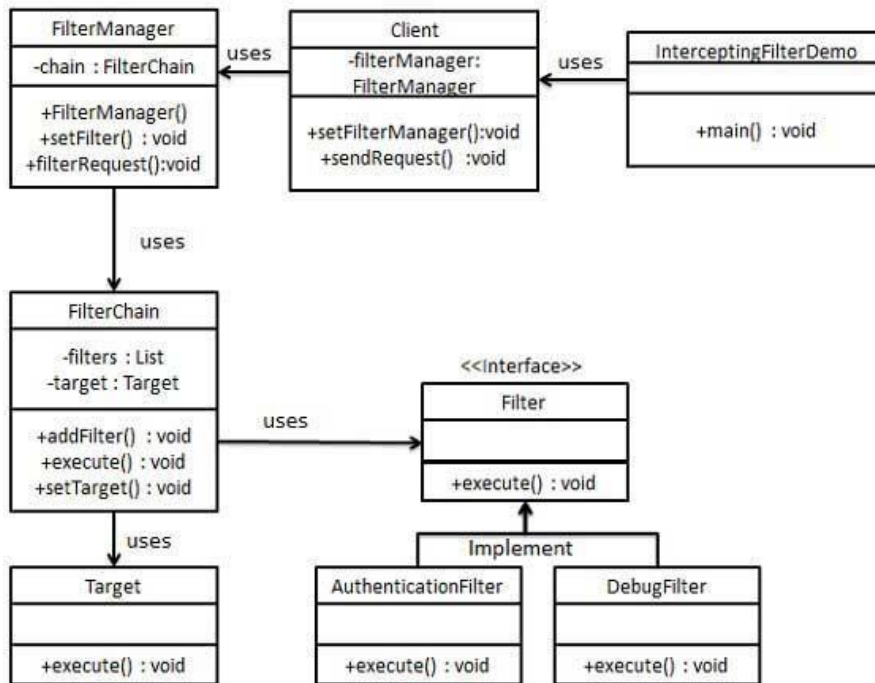 FilterManager
-chain : FilterChain
+FilterManager()
+setFilter() : void
+filterRequest():void
uses
Client
-filterManager:
FilterManager
+setFilterManager():void
+sendRequest() :void
uses
InterceptingFilterDemo
+main() : void
uses
FilterChain
-filters : List
-target : Target
+addFilter() : void
+execute() : void
+setTarget() : void
uses
<<Interface>>
Filter
+execute() : void
uses
Implement
Target
+execute() : void
AuthenticationFilter
+execute() : void
DebugFilter
+execute() : void